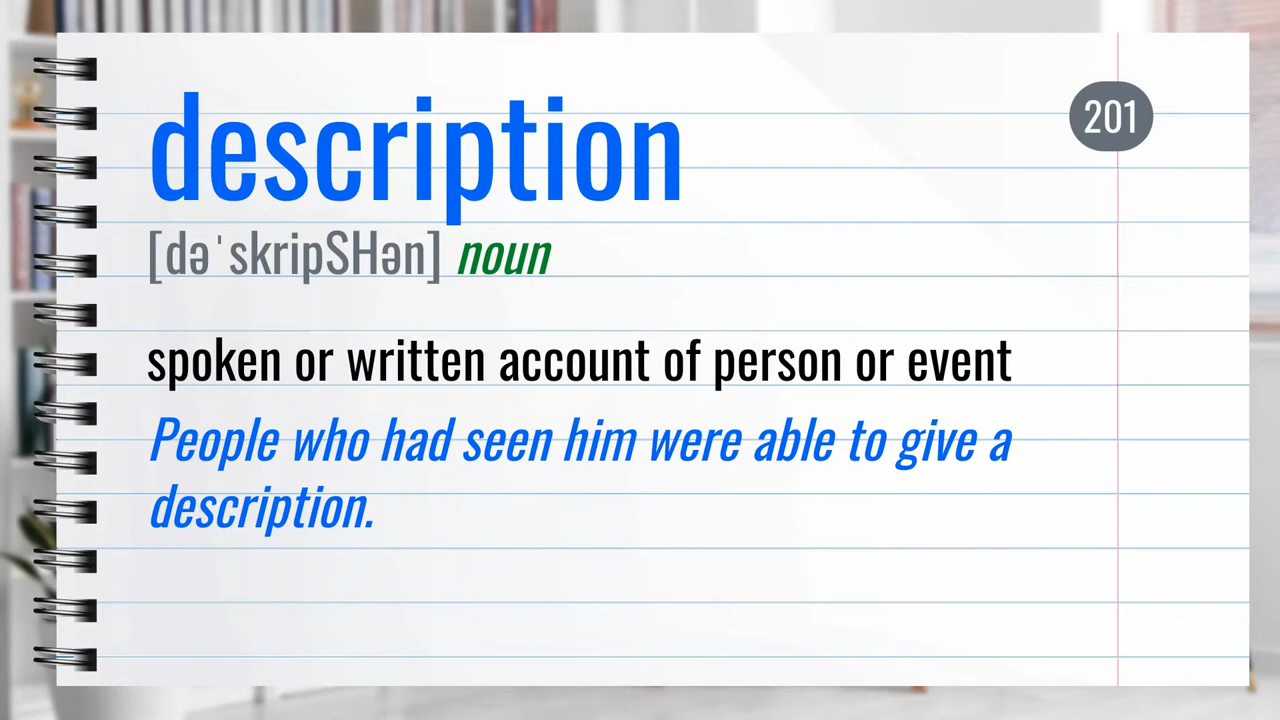 description
201
[dəˈskripSHən] noun
spoken or written account of person or event
People who had seen him were able to give a
description.